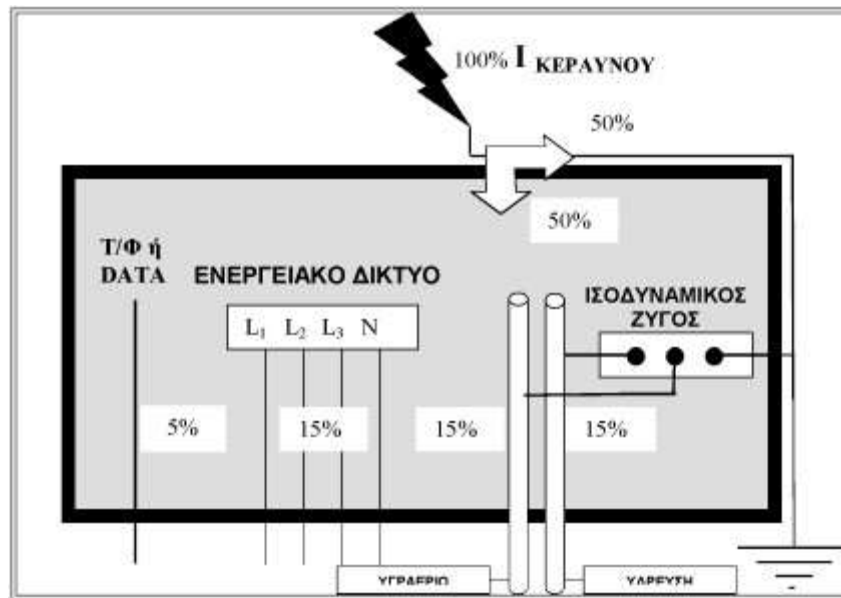 100% I ΚΕΡΑΥΝΟΥ
50%
50%
Τ/Φ ή
DATA
ΕΝΕΡΓΕΙΑΚΟ ΔΙΚΤΥΟ
ΙΣΟΔΥΝΑΜΙΚΟΣ
ΖΥΓΟΣ
L1 L2 L3 N
5% 15% 15% 15%
ΥΓΡΑΕΡΙΟ ΥΔΡΕΥΣΗ